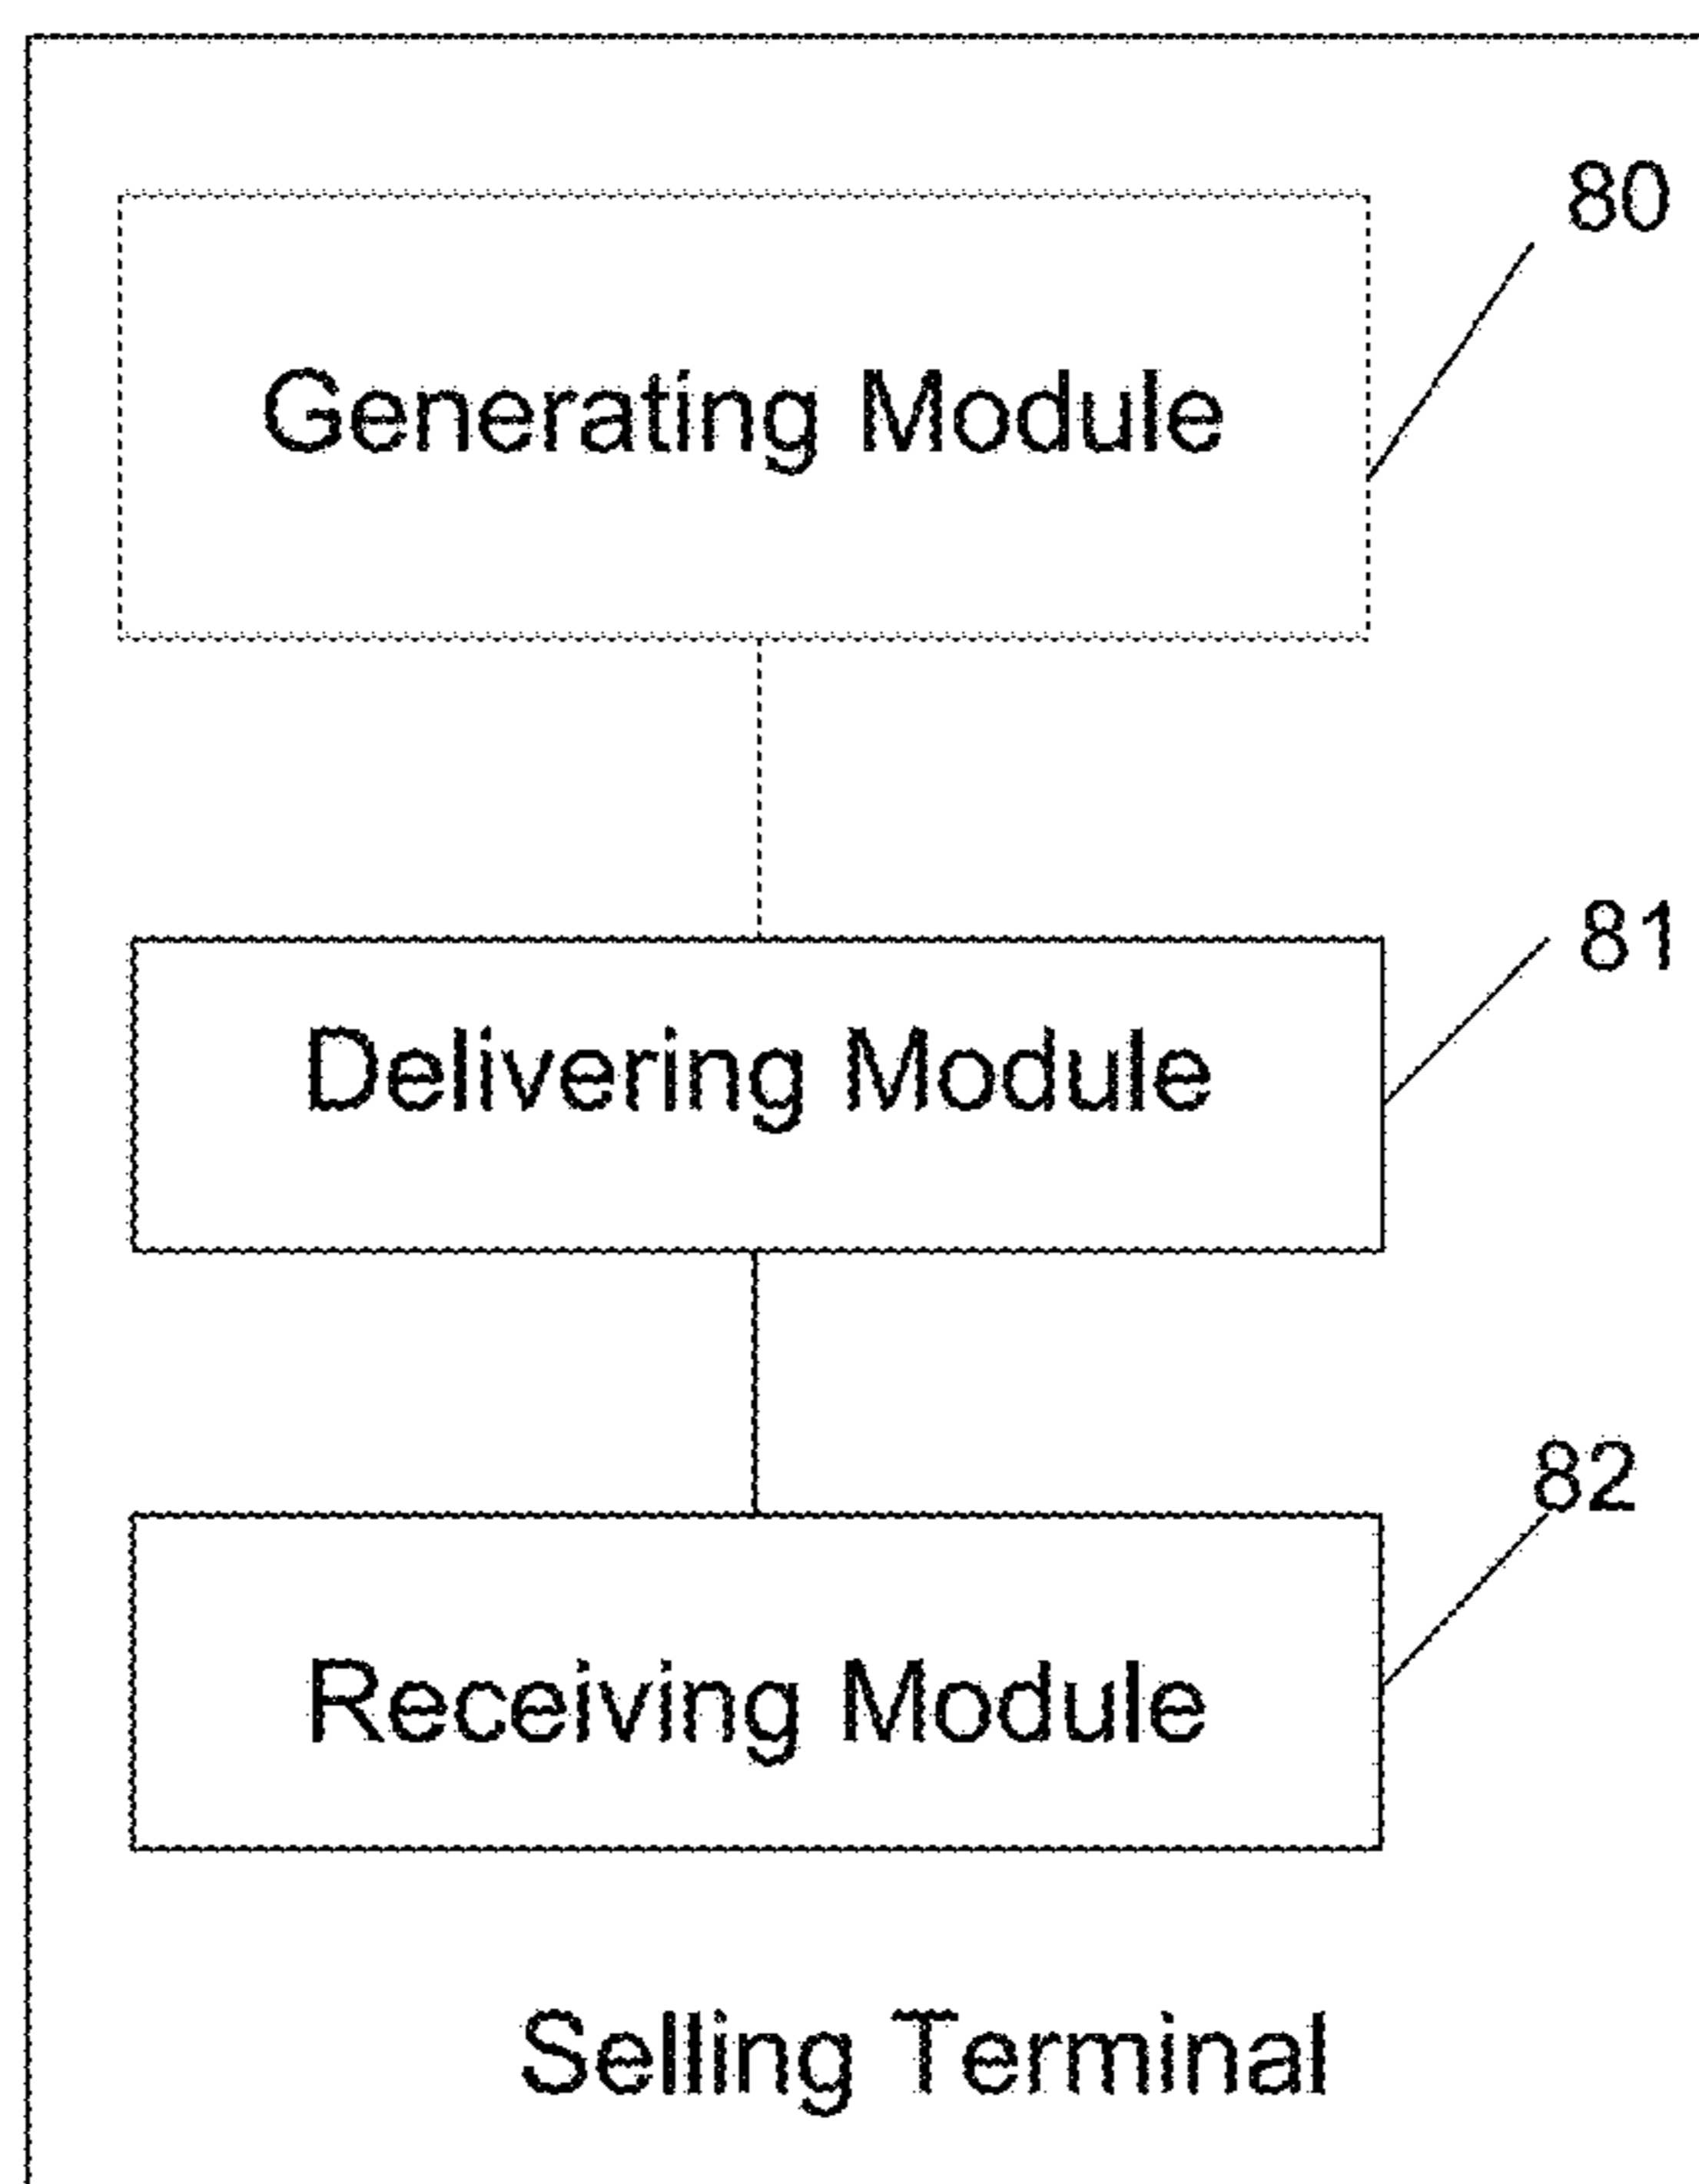 80
Generating Module
81
Delivering Module
82
Receiving Module
Selling Terminal